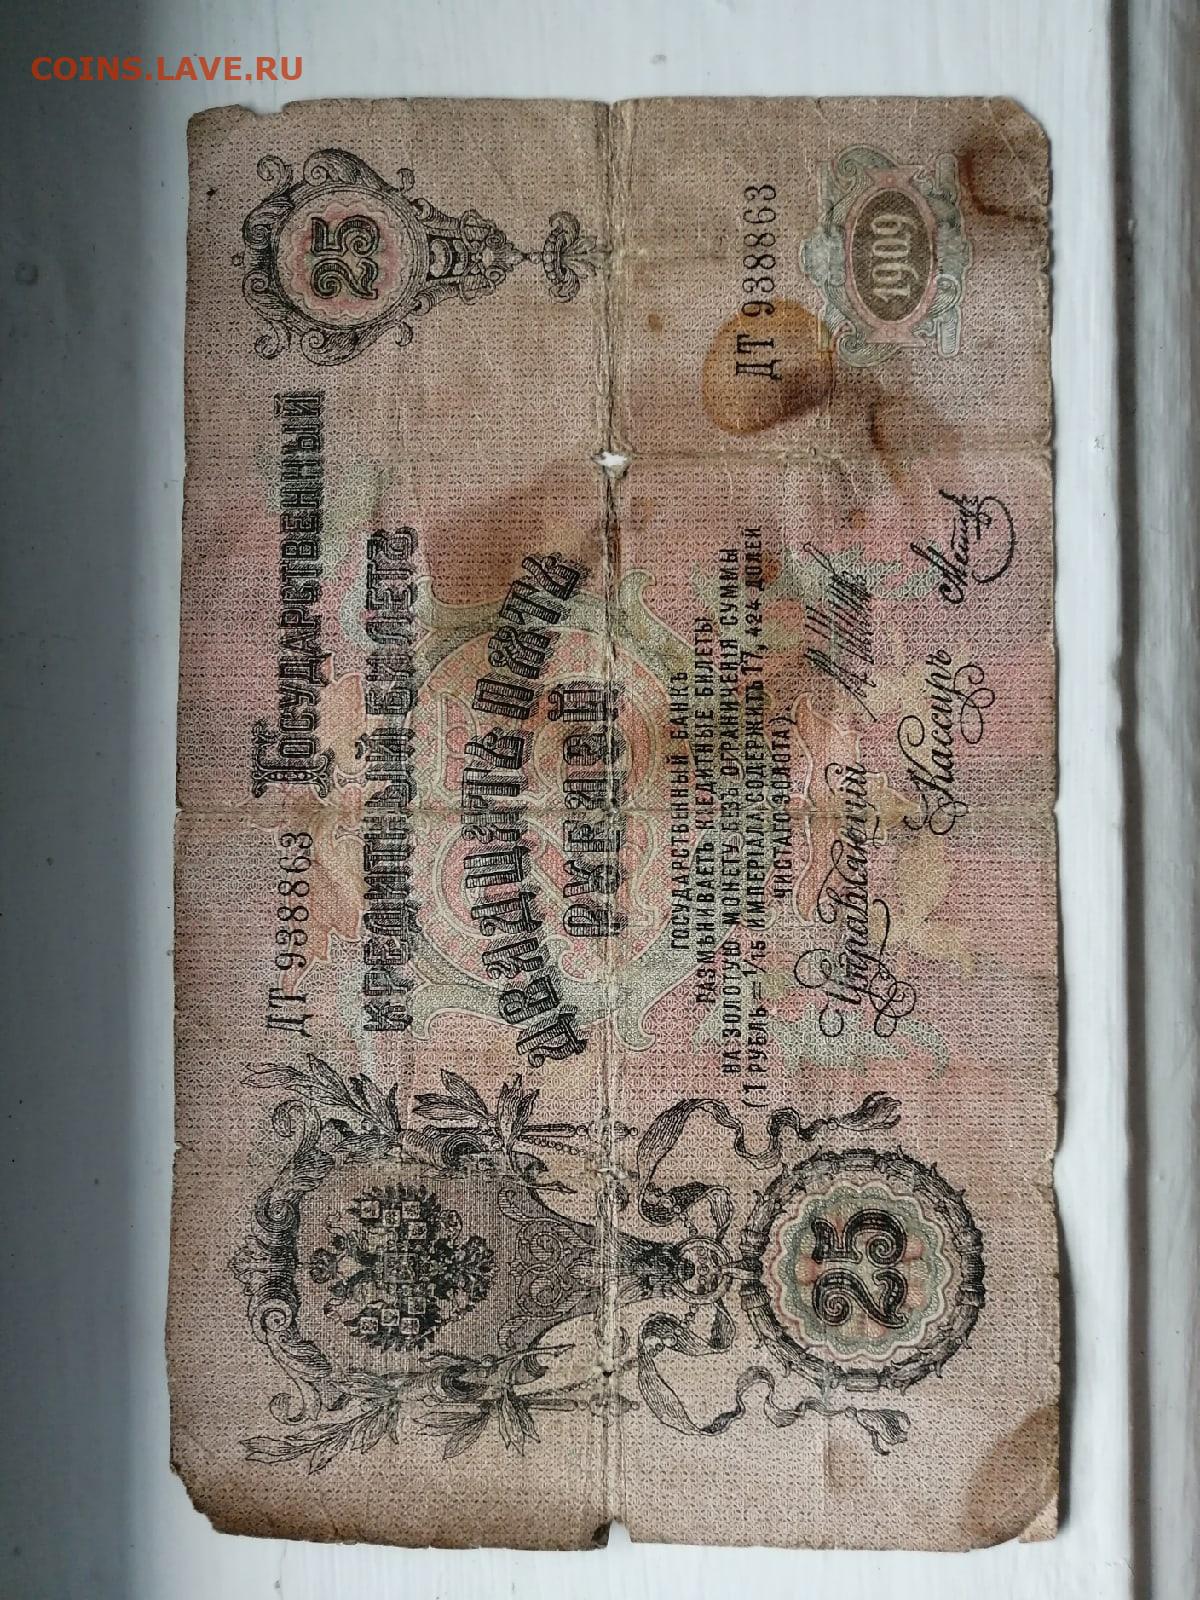 COINS.LAVE.RU
25
ДТ 938863
ГОСУДАРСТВЕННЫЙ
КРЕДИТНЫЙ БИЛЕТЪ
ДВАДЦАТЬ ПЯТЬ
РУБЛЕЙ
ГОСУДАРСТВЕННЫЙ БАНКЪ
РАЗМѢНИВАЕТЪ КРЕДИТНЫЕ БИЛЕТЫ
НА ЗОЛОТУЮ МОНЕТУ БЕЗЪ ОГРАНИЧЕНІЯ СУММЫ
(1 РУБЛЬ = 1/15 ИМПЕРІАЛА, СОДЕРЖИТЪ 17,424 ДОЛЕЙ
ЧИСТАГО ЗОЛОТА).
Управляющій
Кассиръ
25
ДТ 938863
1909